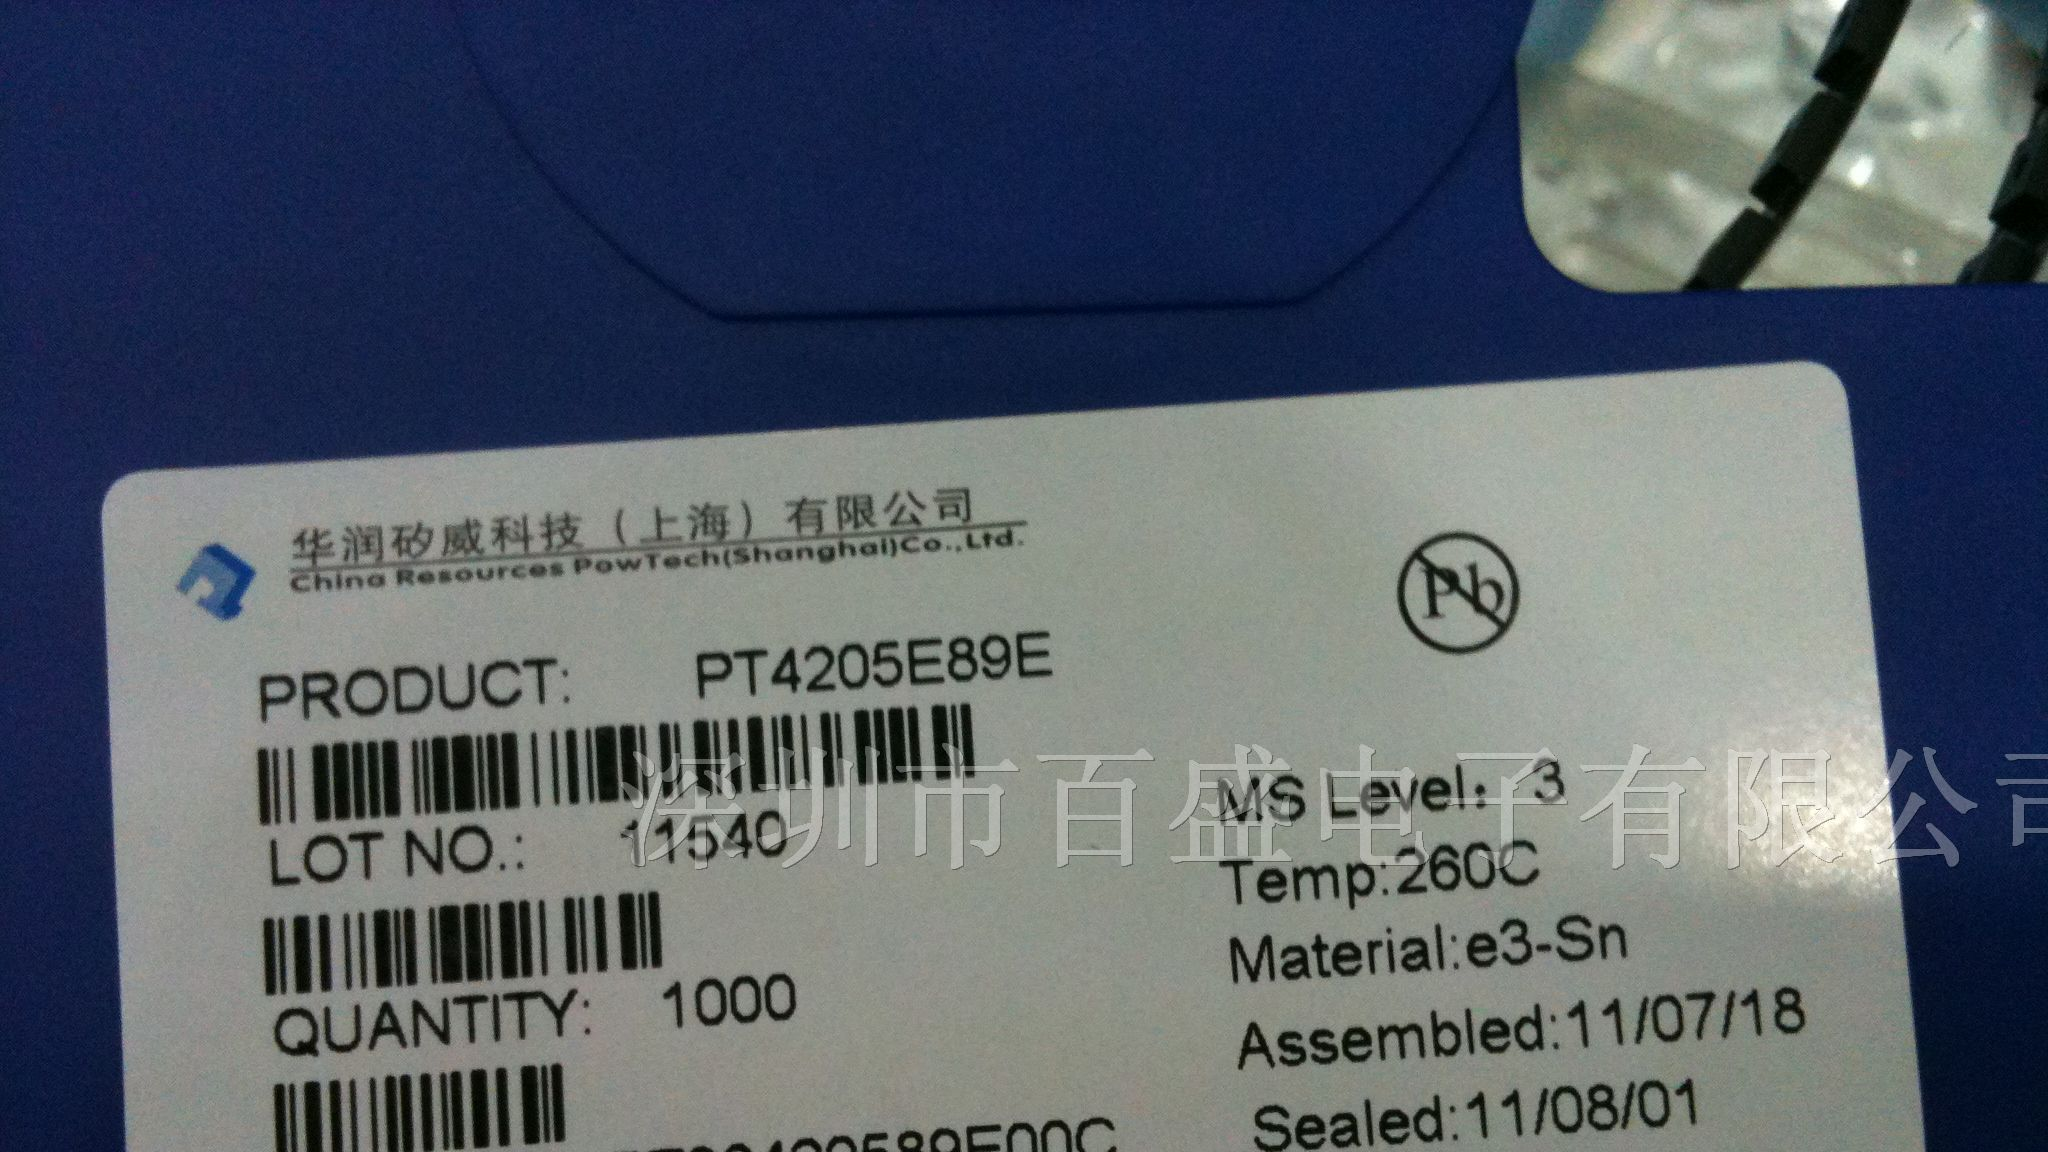 华润矽威科技（上海）有限公司
China Resources PowTech(Shanghai)Co.,Ltd.
Pb
PRODUCT: PT4205E89E
LOT NO.: 11540
QUANTITY: 1000
MS Level: 3
Temp:260C
Material:e3-Sn
Assembled:11/07/18
Sealed:11/08/01
深圳市百盛电子有限公司